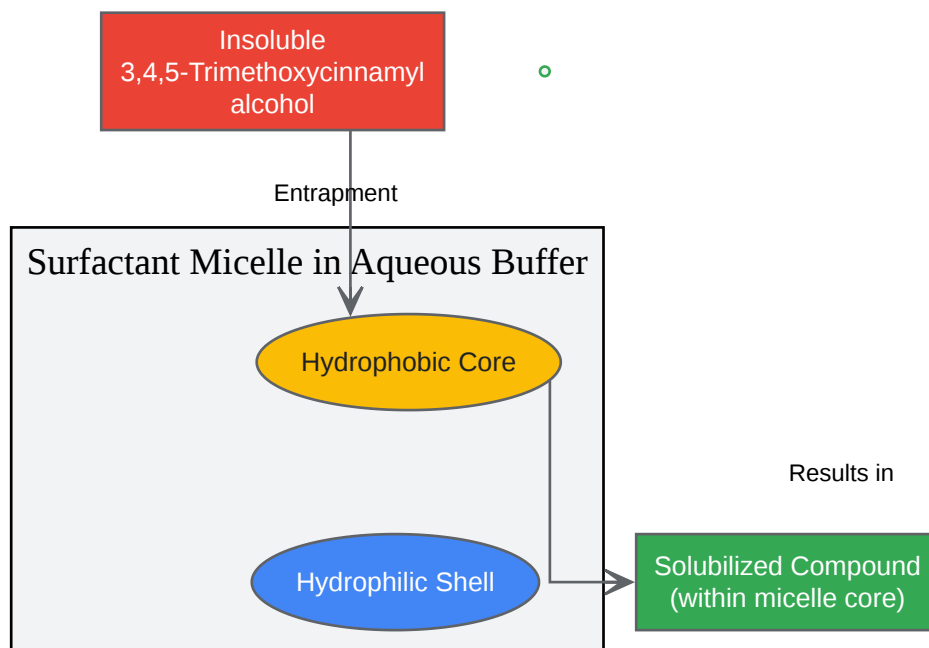 Insoluble
3,4,5-Trimethoxycinnamyl
alcohol
Entrapment
Surfactant Micelle in Aqueous Buffer
Hydrophobic Core
Results in
Hydrophilic Shell
Solubilized Compound
(within micelle core)